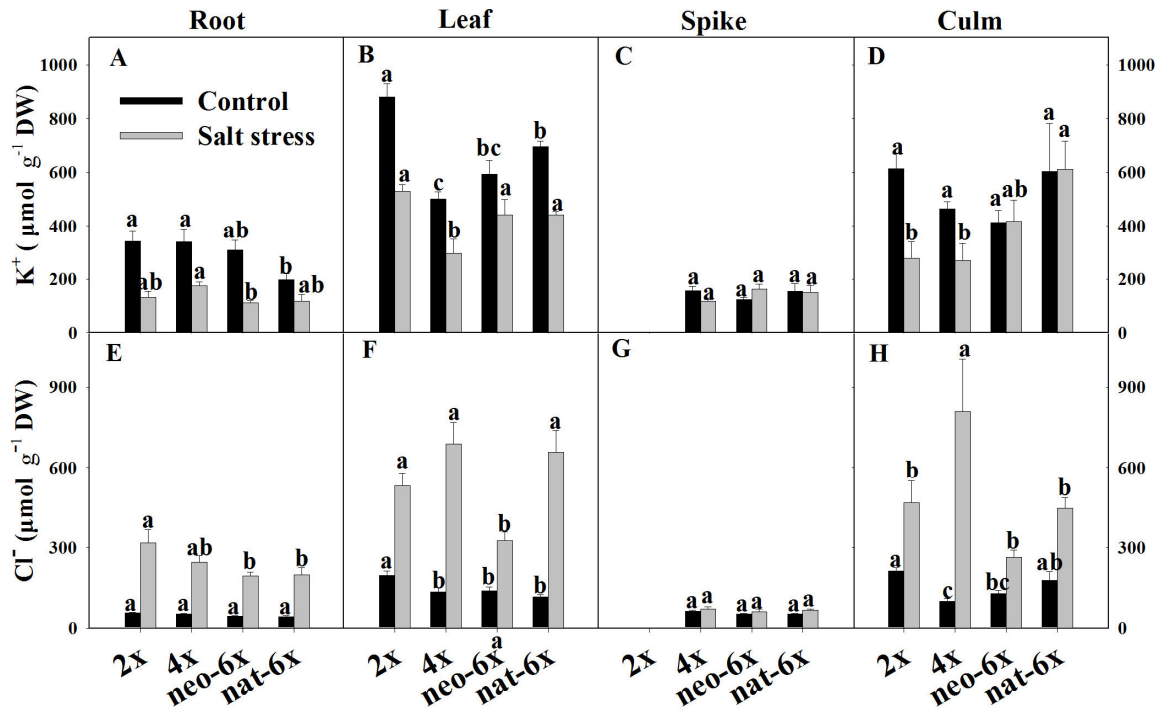 Root Leaf Spike Culm
A B C D
1000 1000
800 800
600 600
400 400
200 200
0 0
K⁺ ( μmol g⁻¹ DW)
Control
Salt stress
a ab a a ab b b ab
a a c b bc a b a
a a a a a a
a b a b a ab a a
E F G H
900 900
600 600
300 300
0 0
Cl⁻ (μmol g⁻¹ DW)
a a a ab a b a b
a a b a b b b a
a a a a a a
a b c a bc b ab b
a
2x 4x neo-6x nat-6x 2x 4x neo-6x nat-6x 2x 4x neo-6x nat-6x 2x 4x neo-6x nat-6x